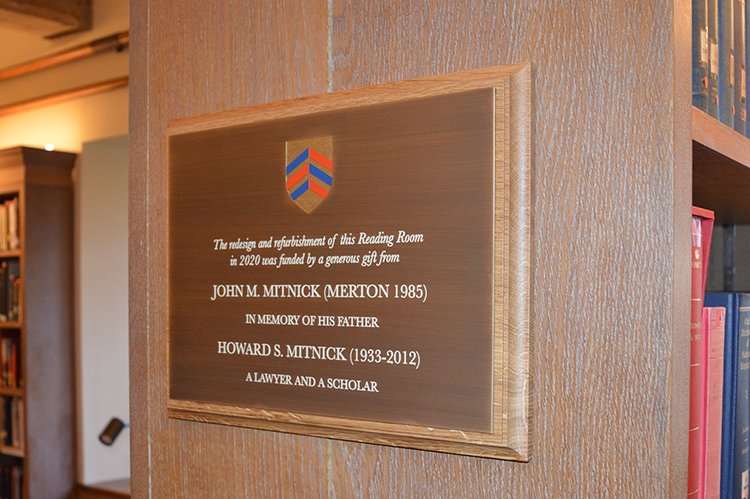 The redesign and refurbishment of this Reading Room
in 2020 was funded by a generous gift from
JOHN M. MITNICK (MERTON 1985)
IN MEMORY OF HIS FATHER
HOWARD S. MITNICK (1933-2012)
A LAWYER AND A SCHOLAR